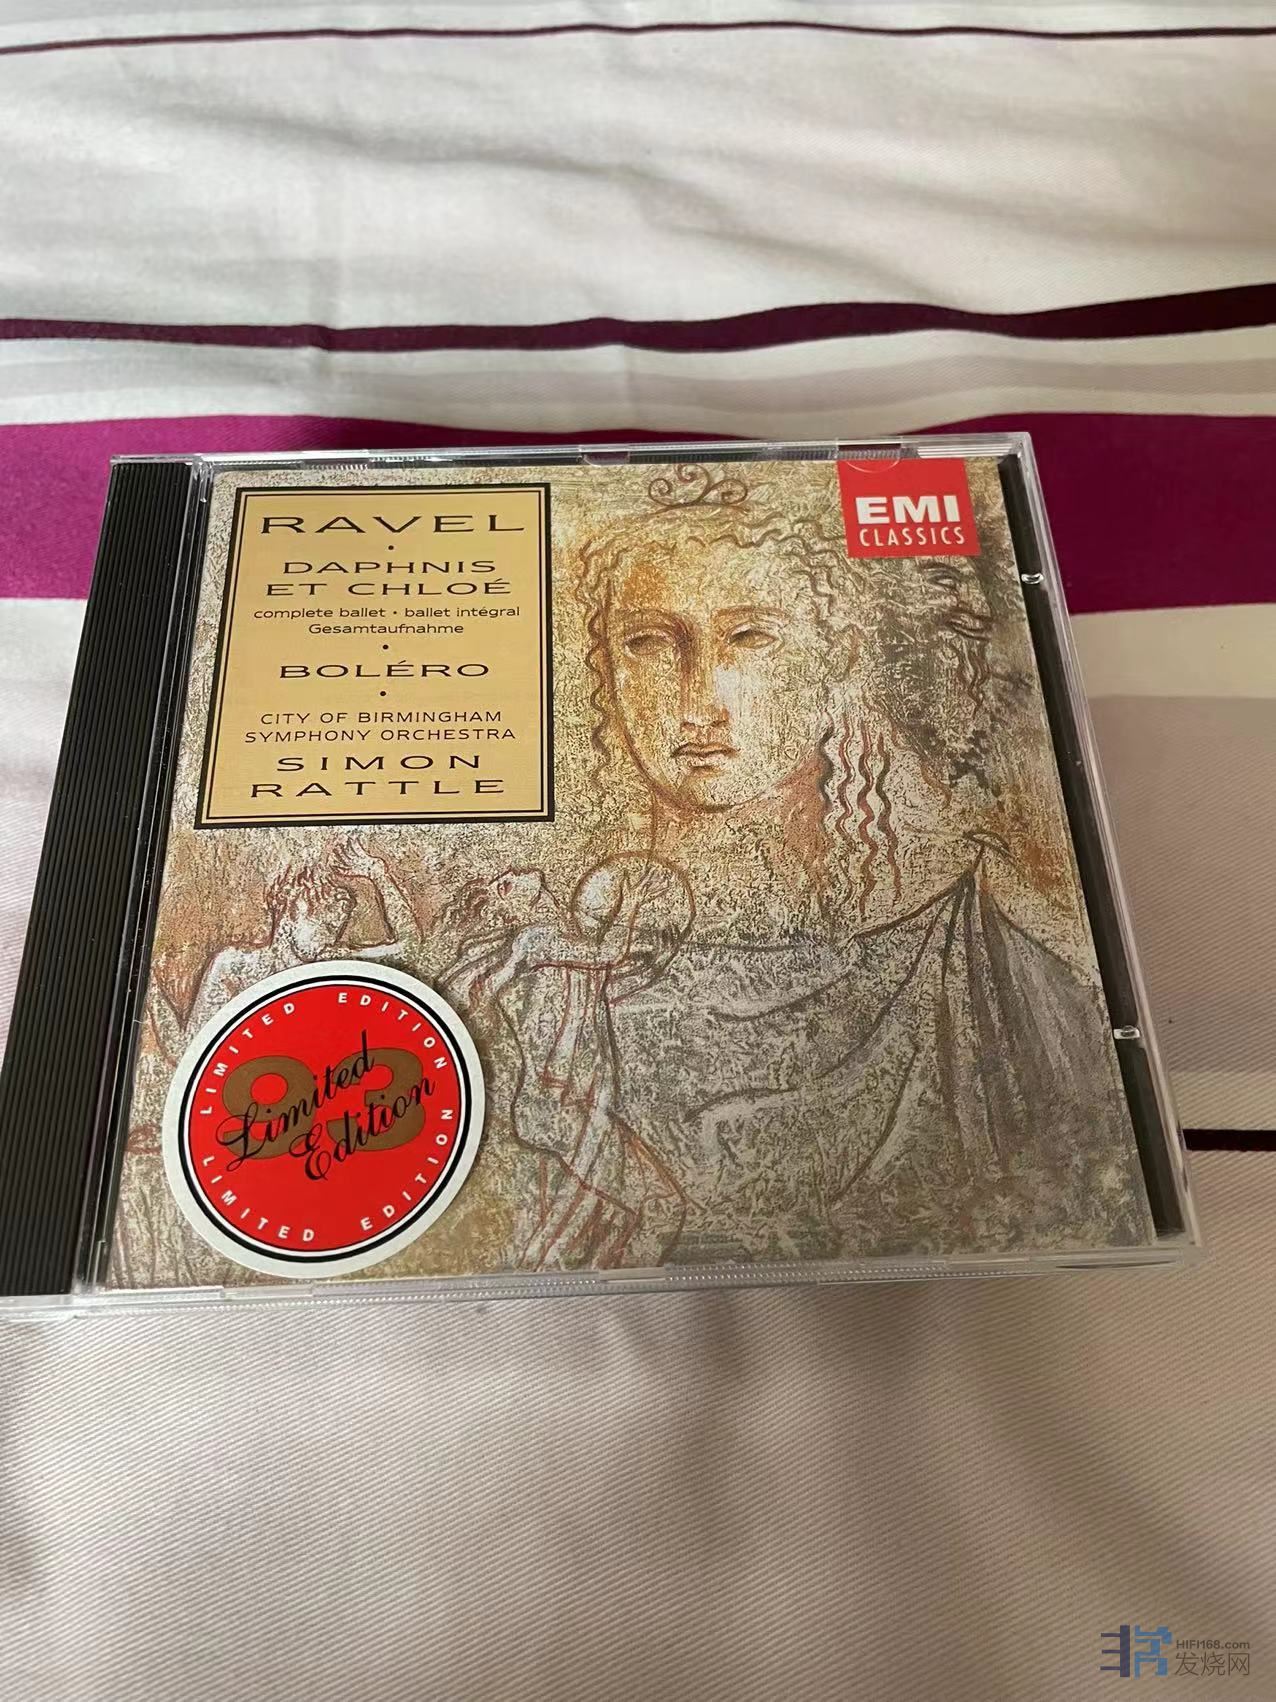 RAVEL
DAPHNIS
ET CHLOÉ
complete ballet • ballet intégral
Gesamtaufnahme
BOLÉRO
CITY OF BIRMINGHAM
SYMPHONY ORCHESTRA
SIMON
RATTLE
EMI
CLASSICS
LIMITED EDITION
93
Limited
Edition
LIMITED EDITION
HIFI168.com
发烧网